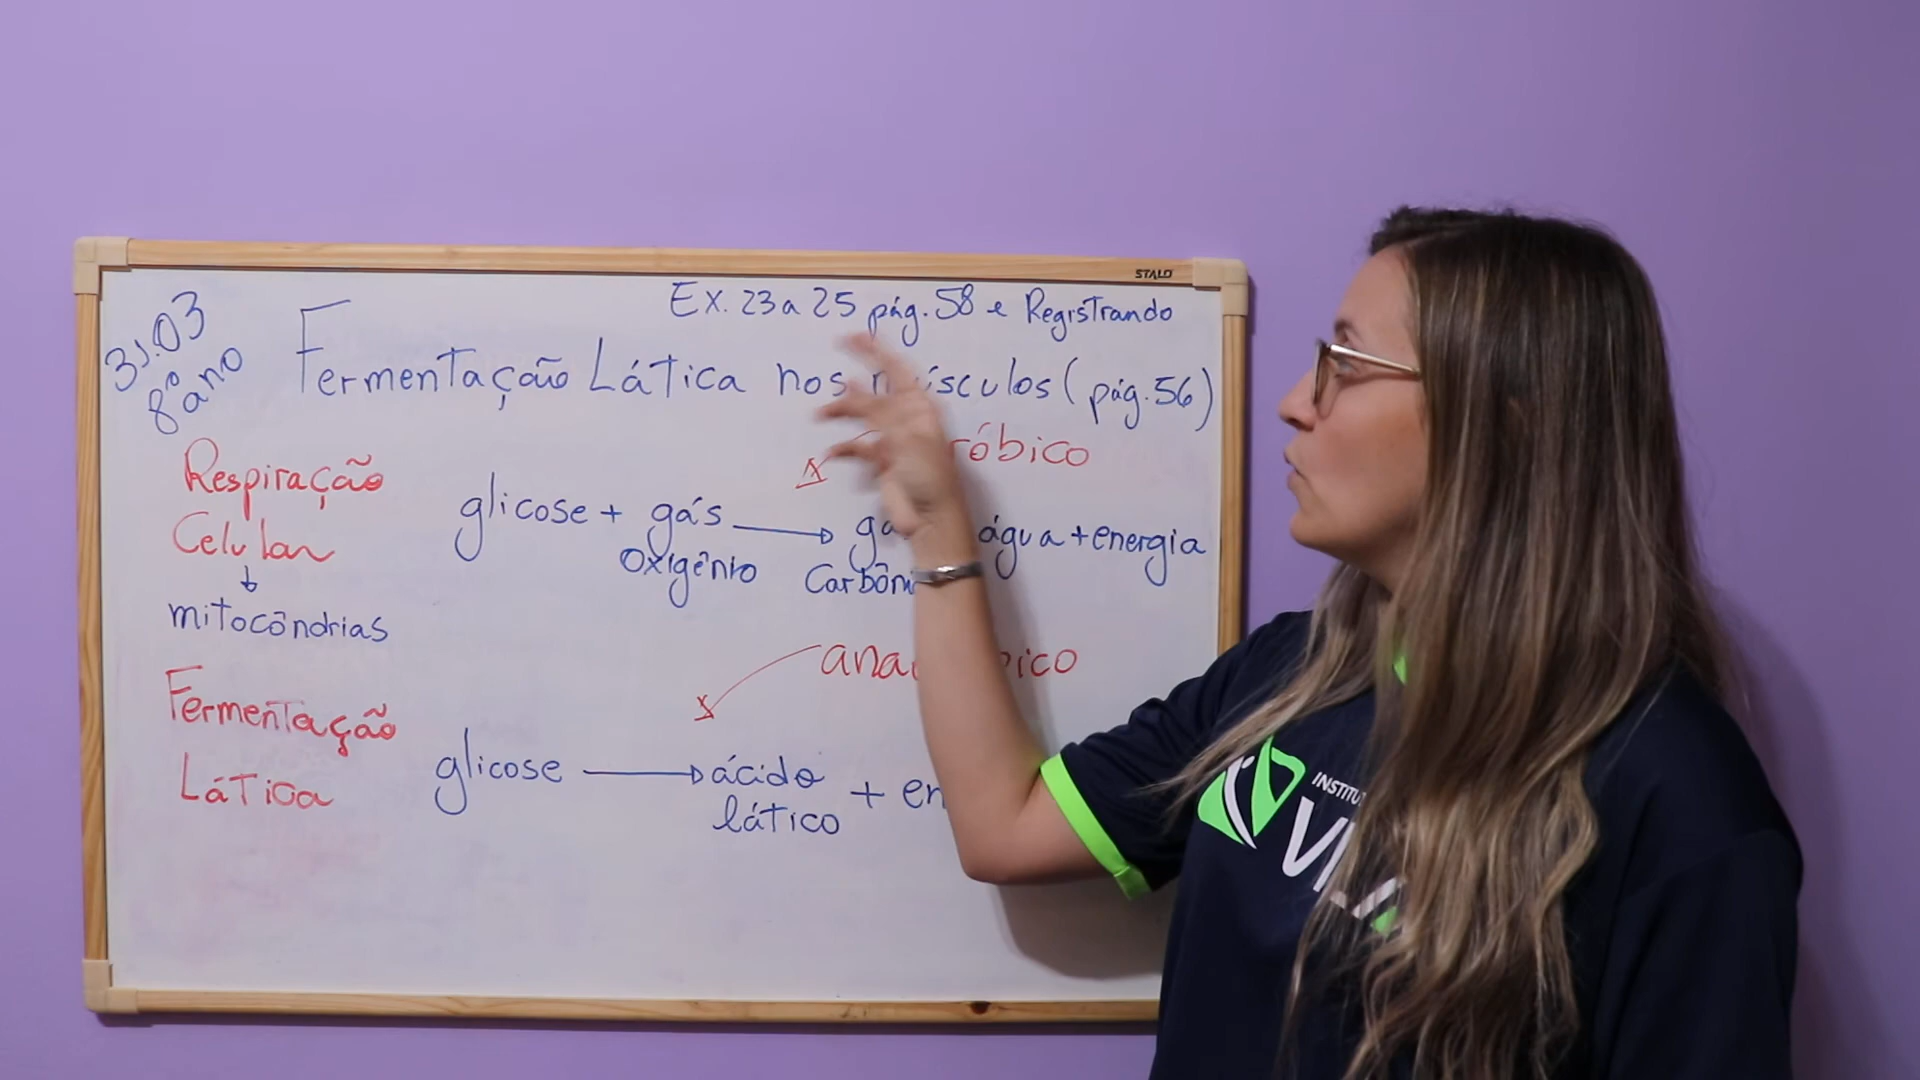 STALO
31.03
8º ano
Ex. 23 a 25 pág. 58 e Registrando
Fermentação Lática nos músculos (pág. 56)
Respiração
Celular
mitocôndrias
glicose + gás
oxigênio
água + energia
Fermentação
Lática
glicose
ácido
lático
+